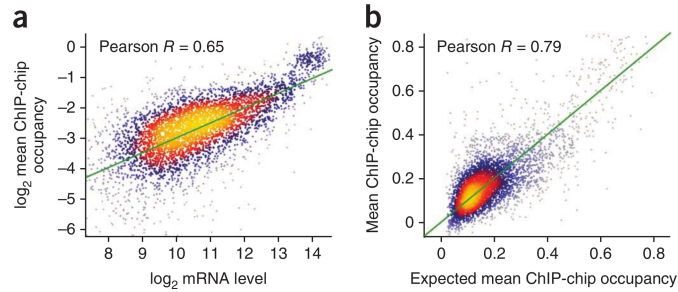 a
Pearson R = 0.65
log2 mean ChIP-chip
occupancy
0
–1
–2
–3
–4
–5
–6
8 9 10 11 12 13 14
log2 mRNA level
b
Pearson R = 0.79
Mean ChIP-chip occupancy
0.8
0.6
0.4
0.2
0
0 0.2 0.4 0.6 0.8
Expected mean ChIP-chip occupancy